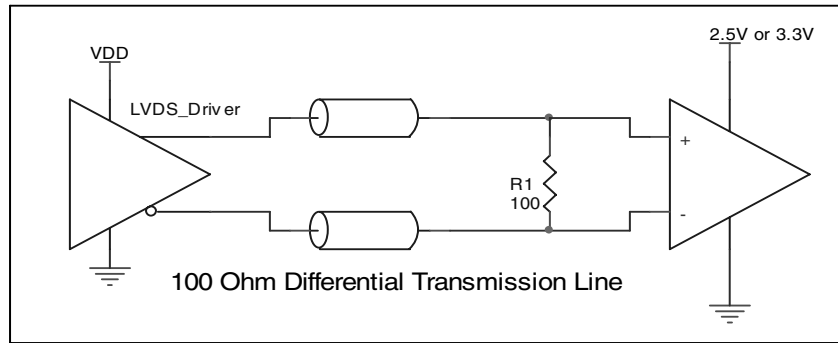 VDD
2.5V or 3.3V
LVDS_Driver
+
R1
100
-
100 Ohm Differential Transmission Line